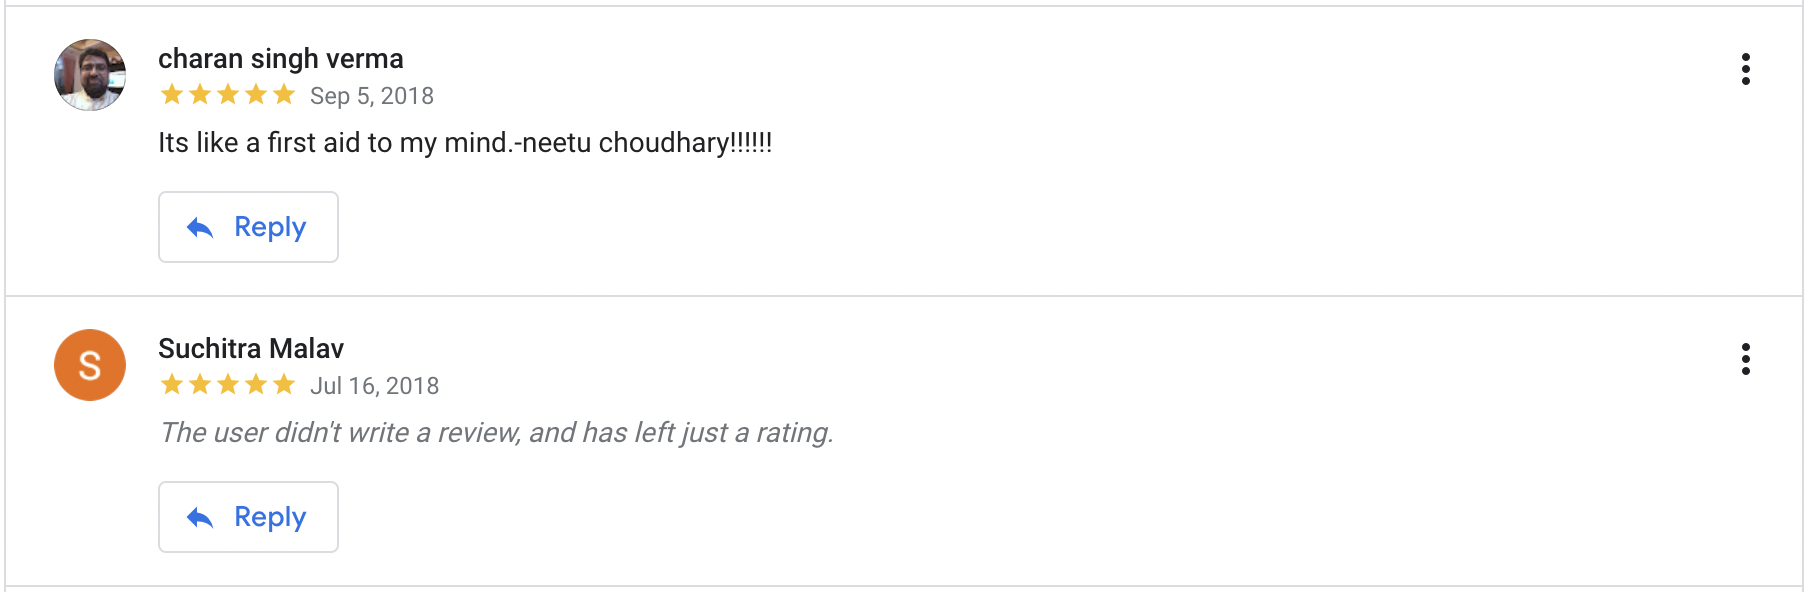 charan singh verma
Sep 5, 2018
Its like a first aid to my mind.-neetu choudhary!!!!!!
Reply
S
Suchitra Malav
Jul 16, 2018
The user didn't write a review, and has left just a rating.
Reply